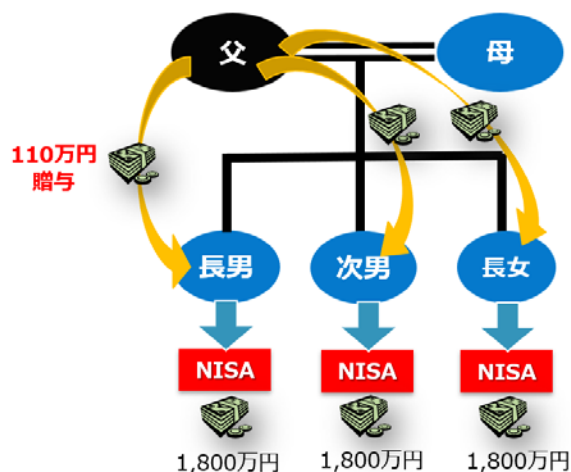 父
母
110万円
贈与
長男
次男
長女
NISA
NISA
NISA
1,800万円
1,800万円
1,800万円